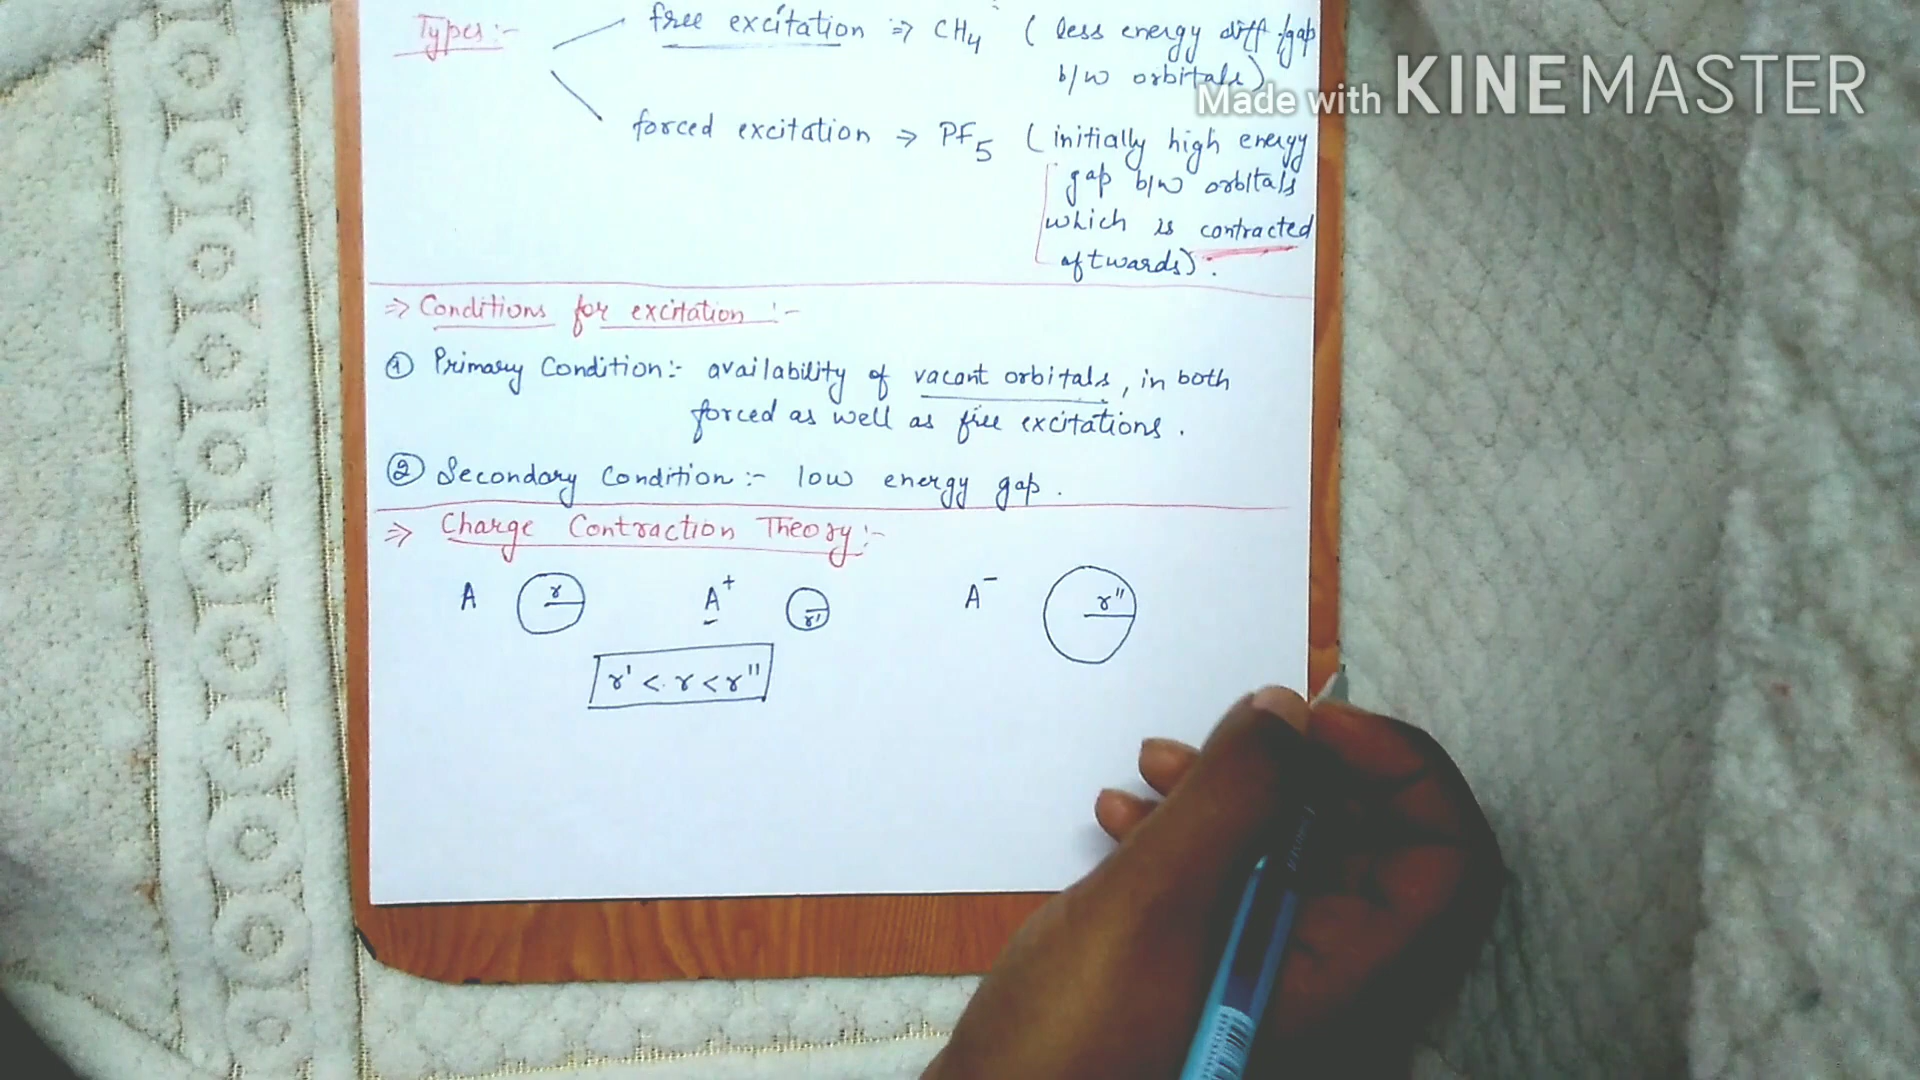 Types:- free excitation ⇒ CH4 (less energy diff./gap
b/w orbitals)
Made with KINEMASTER
forced excitation ⇒ PF5 (initially high energy
gap b/w orbitals
which is contracted
aftwards).
⇒ Conditions for excitation :-
① Primary Condition:- availability of vacant orbitals, in both
forced as well as free excitations.
② Secondary Condition:- low energy gap.
⇒ Charge Contraction Theory:-
A r A+ r' A- r"
r' < r < r"